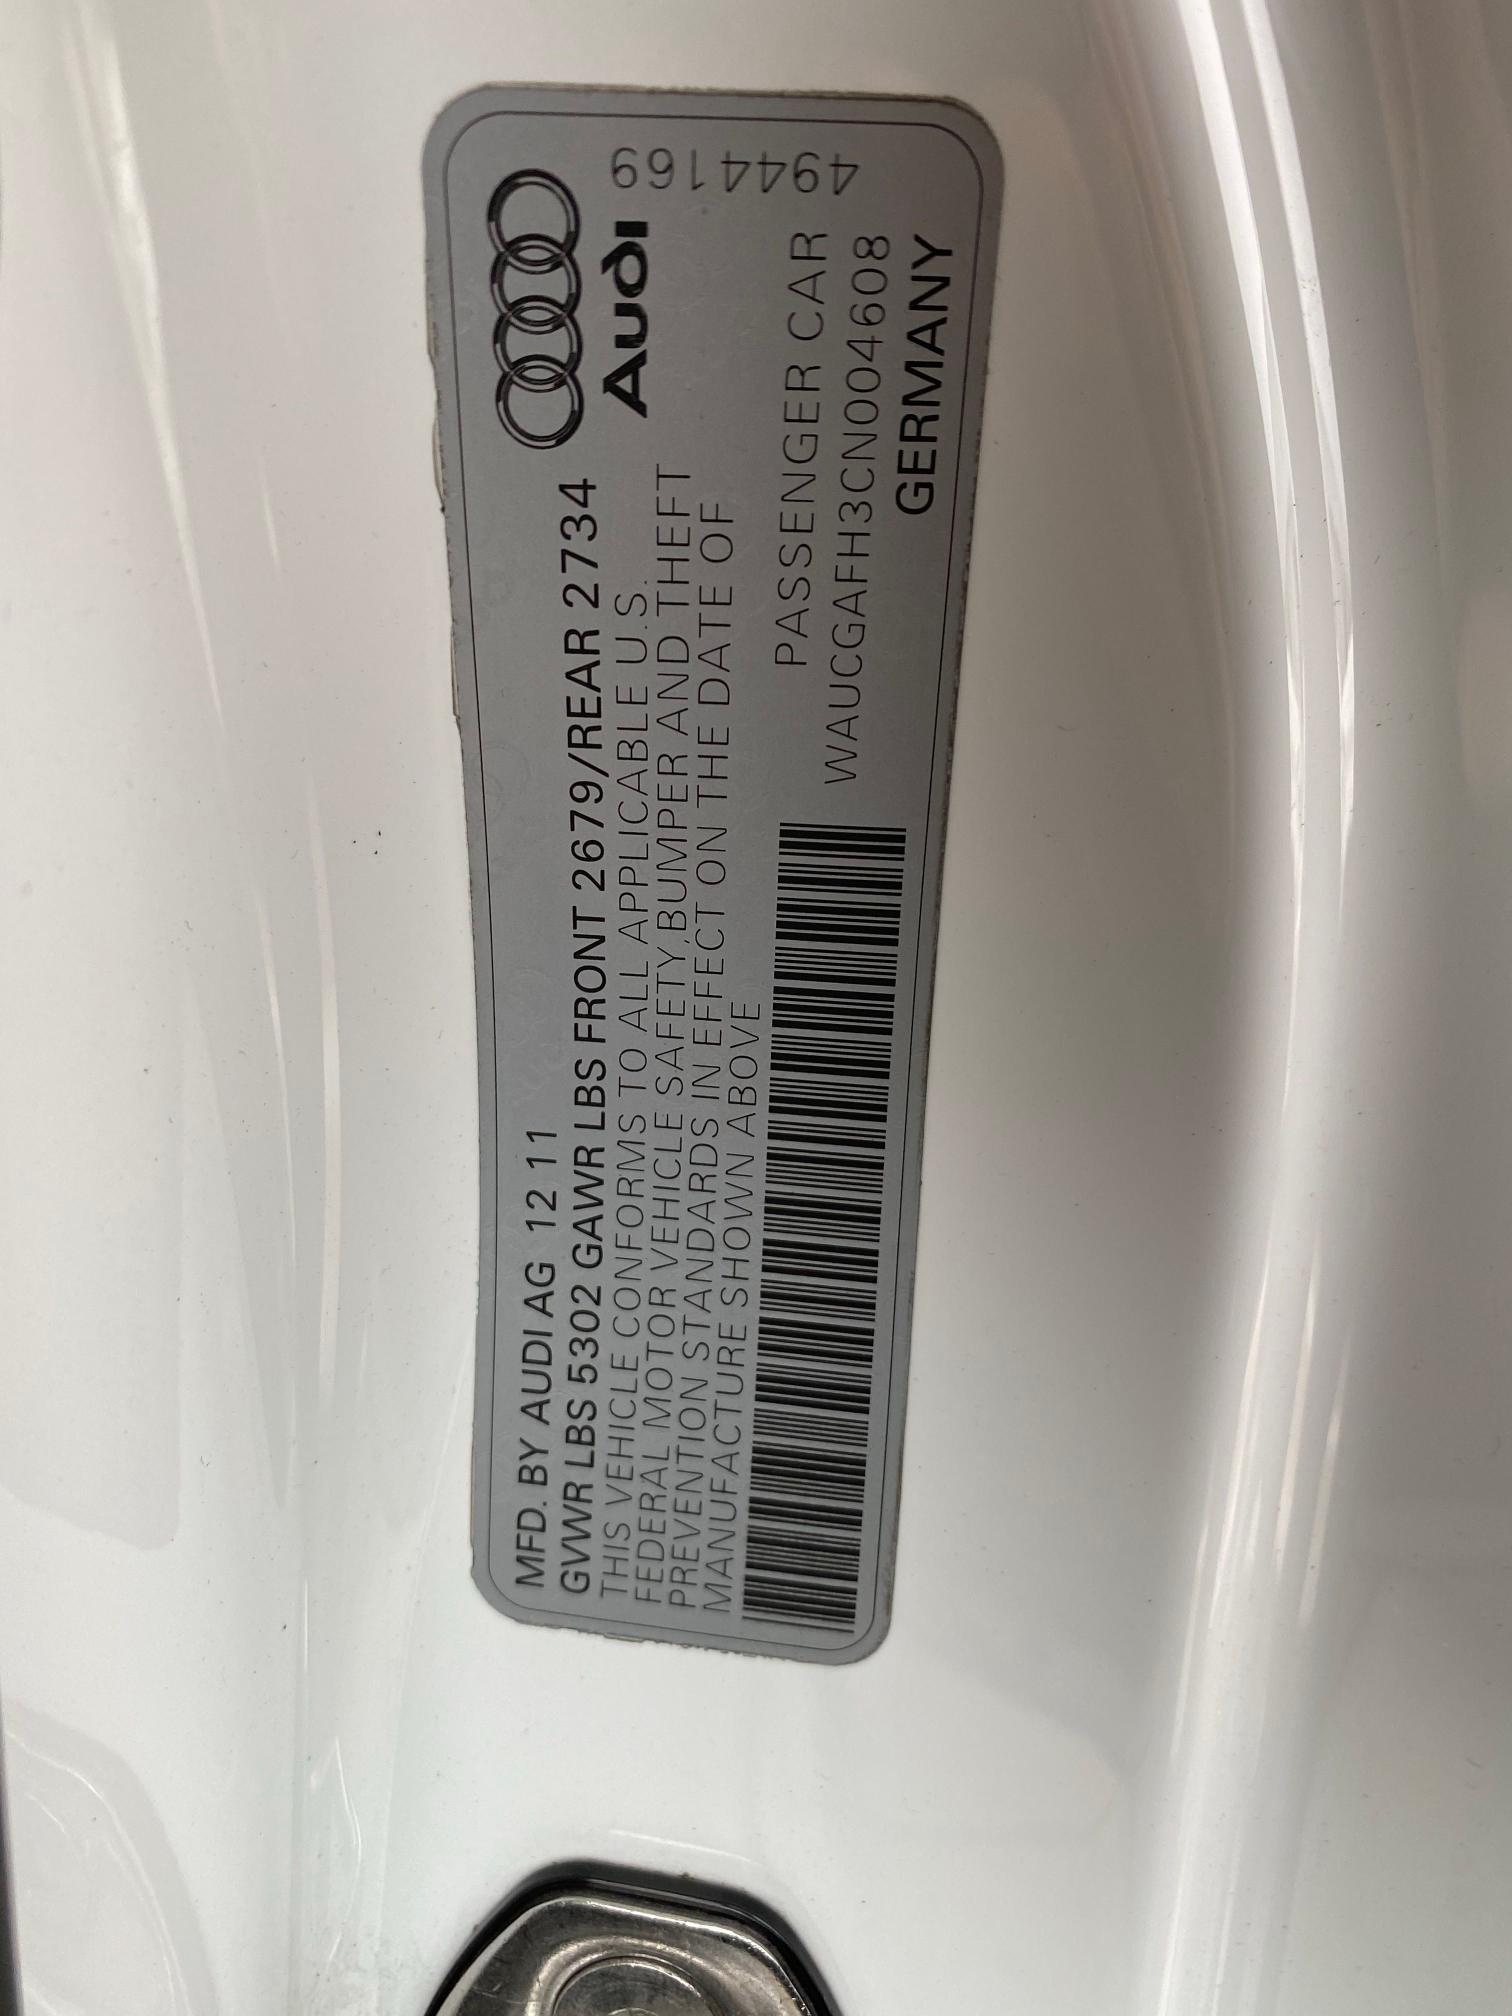 MFD. BY AUDI AG 12 11
GVWR LBS 5302 GAWR LBS FRONT 2679/REAR 2734
THIS VEHICLE CONFORMS TO ALL APPLICABLE U.S.
FEDERAL MOTOR VEHICLE SAFETY,BUMPER AND THEFT
PREVENTION STANDARDS IN EFFECT ON THE DATE OF
MANUFACTURE SHOWN ABOVE
Audi
4944169
PASSENGER CAR
WAUCGAFH3CN004608
GERMANY